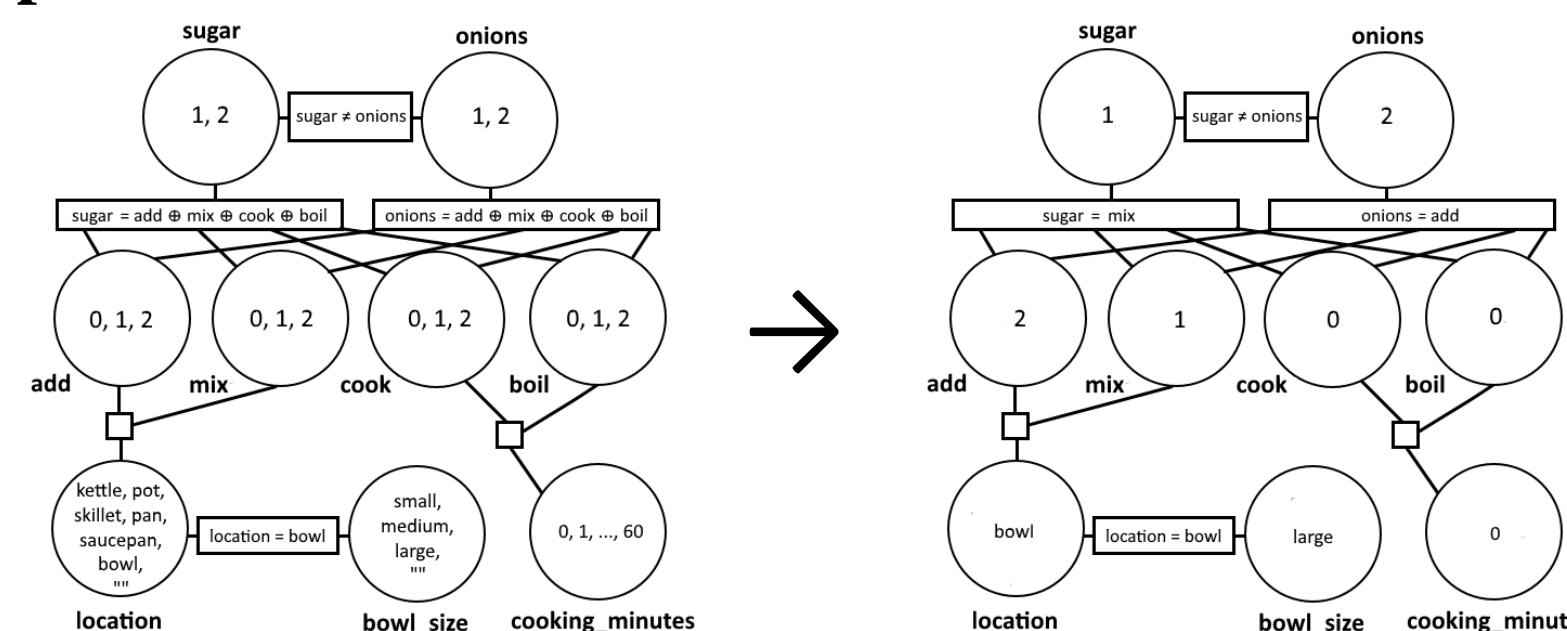 sugar
onions
1, 2
sugar ≠ onions
1, 2
sugar = add ⊕ mix ⊕ cook ⊕ boil
onions = add ⊕ mix ⊕ cook ⊕ boil
0, 1, 2
0, 1, 2
0, 1, 2
0, 1, 2
add
mix
cook
boil
kettle, pot,
skillet, pan,
saucepan,
bowl,
""
location = bowl
small,
medium,
large,
""
0, 1, ..., 60
location
bowl_size
cooking_minutes
sugar
onions
1
sugar ≠ onions
2
sugar = mix
onions = add
2
1
0
0
add
mix
cook
boil
bowl
location = bowl
large
0
location
bowl_size
cooking_minut